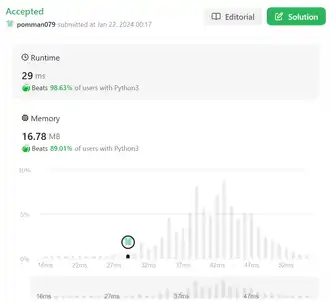 Accepted
pomman079 submitted at Jan 22, 2024 00:17
Editorial
Solution
Runtime
29 ms
Beats 98.63% of users with Python3
Memory
16.78 MB
Beats 89.01% of users with Python3
10%
5%
0%
16ms 22ms 27ms 32ms 37ms 42ms 47ms 52ms
16ms 27ms 37ms 47ms